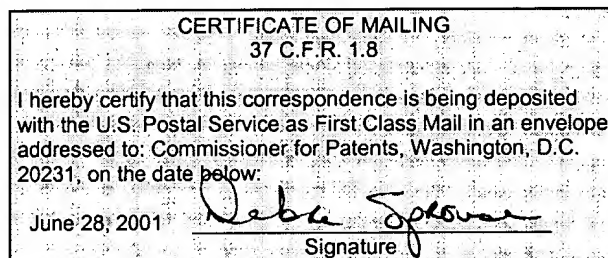 CERTIFICATE OF MAILING
37 C.F.R. 1.8
I hereby certify that this correspondence is being deposited
with the U.S. Postal Service as First Class Mail in an envelope
addressed to: Commissioner for Patents, Washington, D.C.
20231, on the date below:
June 28, 2001 Debra Sprouse
Signature